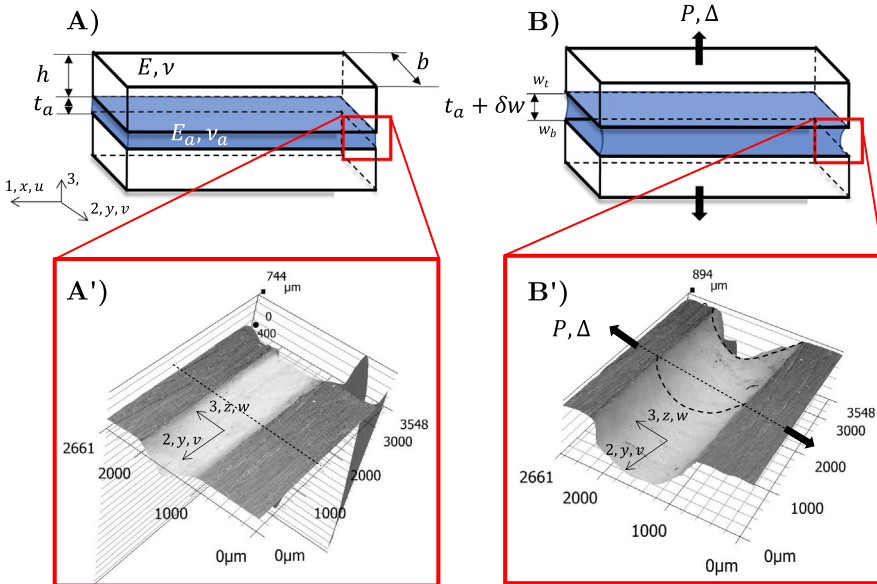 A)
E, ν
b
h
t_a
E_a, ν_a
3,
1, x, u
2, y, v
B)
P, Δ
w_t
t_a + δw
w_b
A')
744
μm
0
400
3, z, w
2, y, v
2661
2000
1000
0μm
0μm
1000
2000
3000
3548
B')
894
μm
P, Δ
3, z, w
2, y, v
2661
2000
1000
0μm
0μm
1000
2000
3000
3548